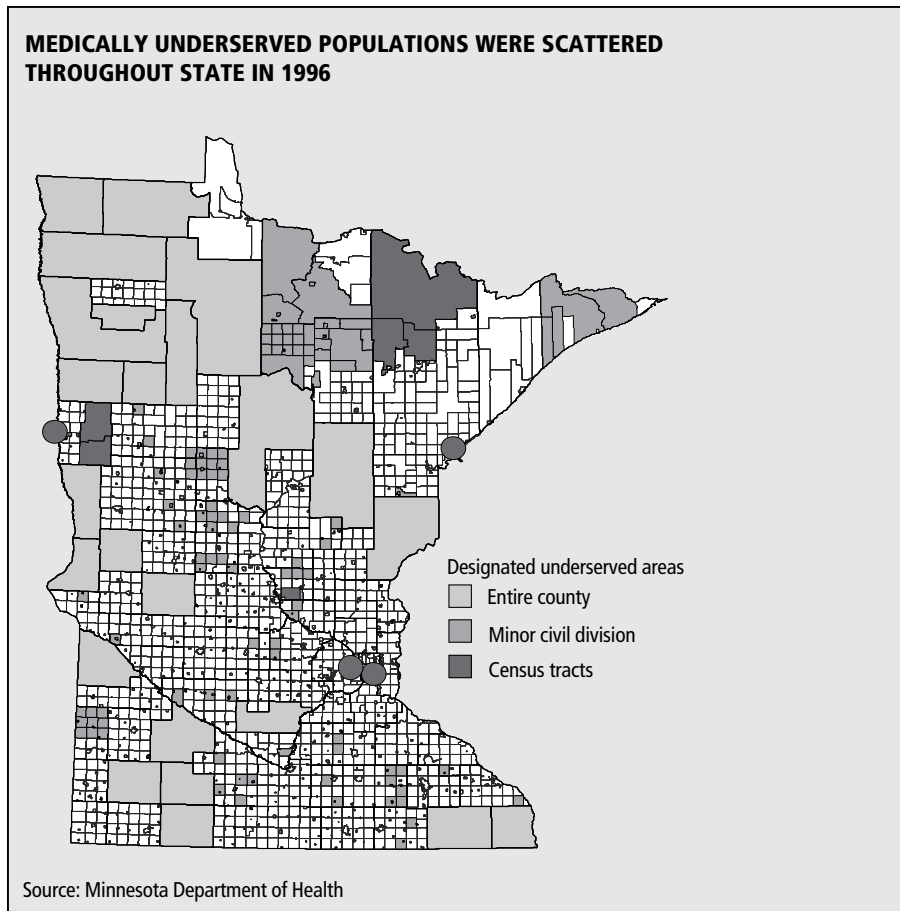 MEDICALLY UNDERSERVED POPULATIONS WERE SCATTERED
THROUGHOUT STATE IN 1996
Designated underserved areas
Entire county
Minor civil division
Census tracts
Source: Minnesota Department of Health